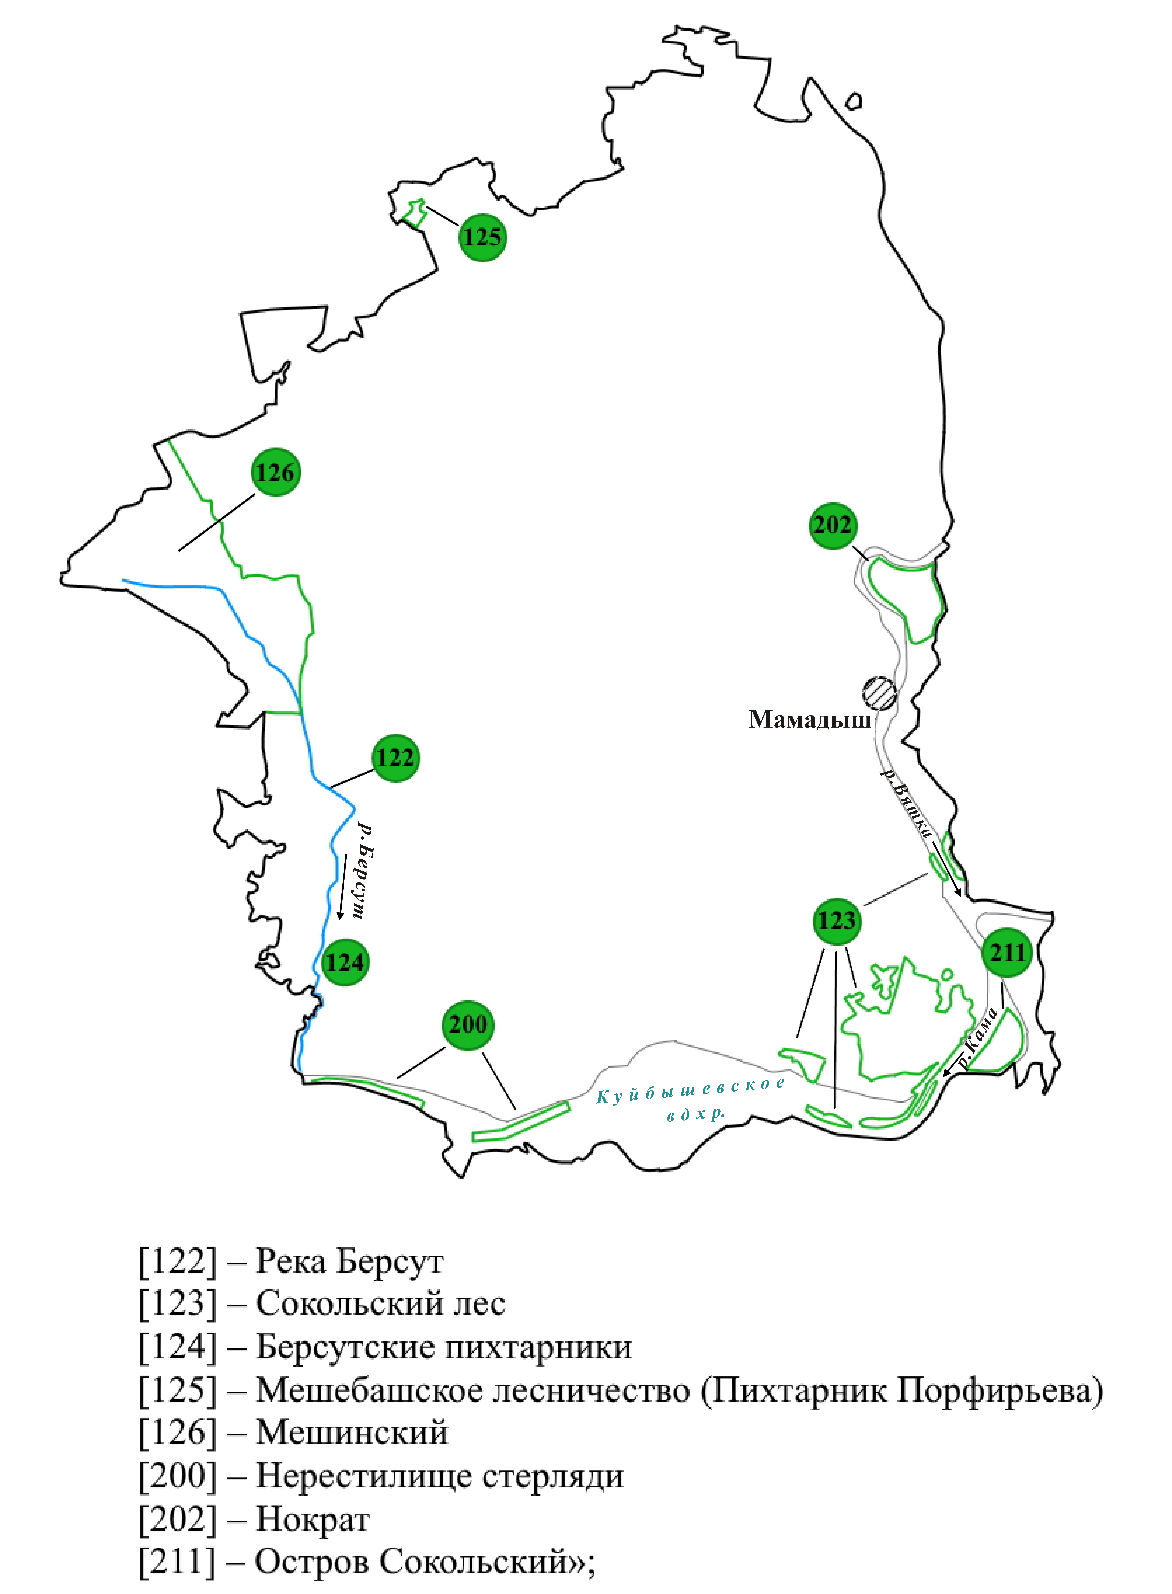 125
126
202
Мамадыш
122
р.Вятка
р.Берсут
123
211
124
200
р.Кама
Куйбышевское
вдхр.
[122] – Река Берсут
[123] – Сокольский лес
[124] – Берсутские пихтарники
[125] – Мешебашское лесничество (Пихтарник Порфирьева)
[126] – Мешинский
[200] – Нерестилище стерляди
[202] – Нократ
[211] – Остров Сокольский»;